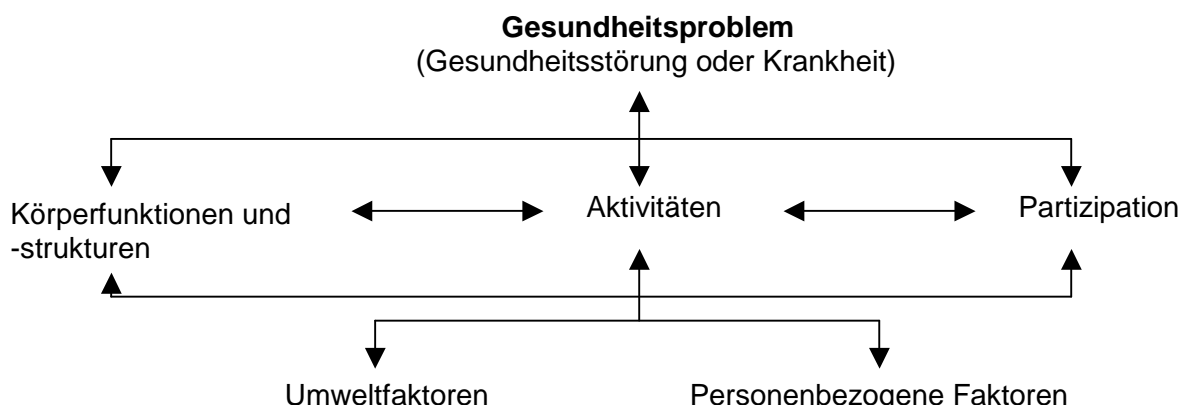 Gesundheitsproblem
(Gesundheitsstörung oder Krankheit)
Körperfunktionen und
-strukturen
Aktivitäten
Partizipation
Umweltfaktoren
Personenbezogene Faktoren